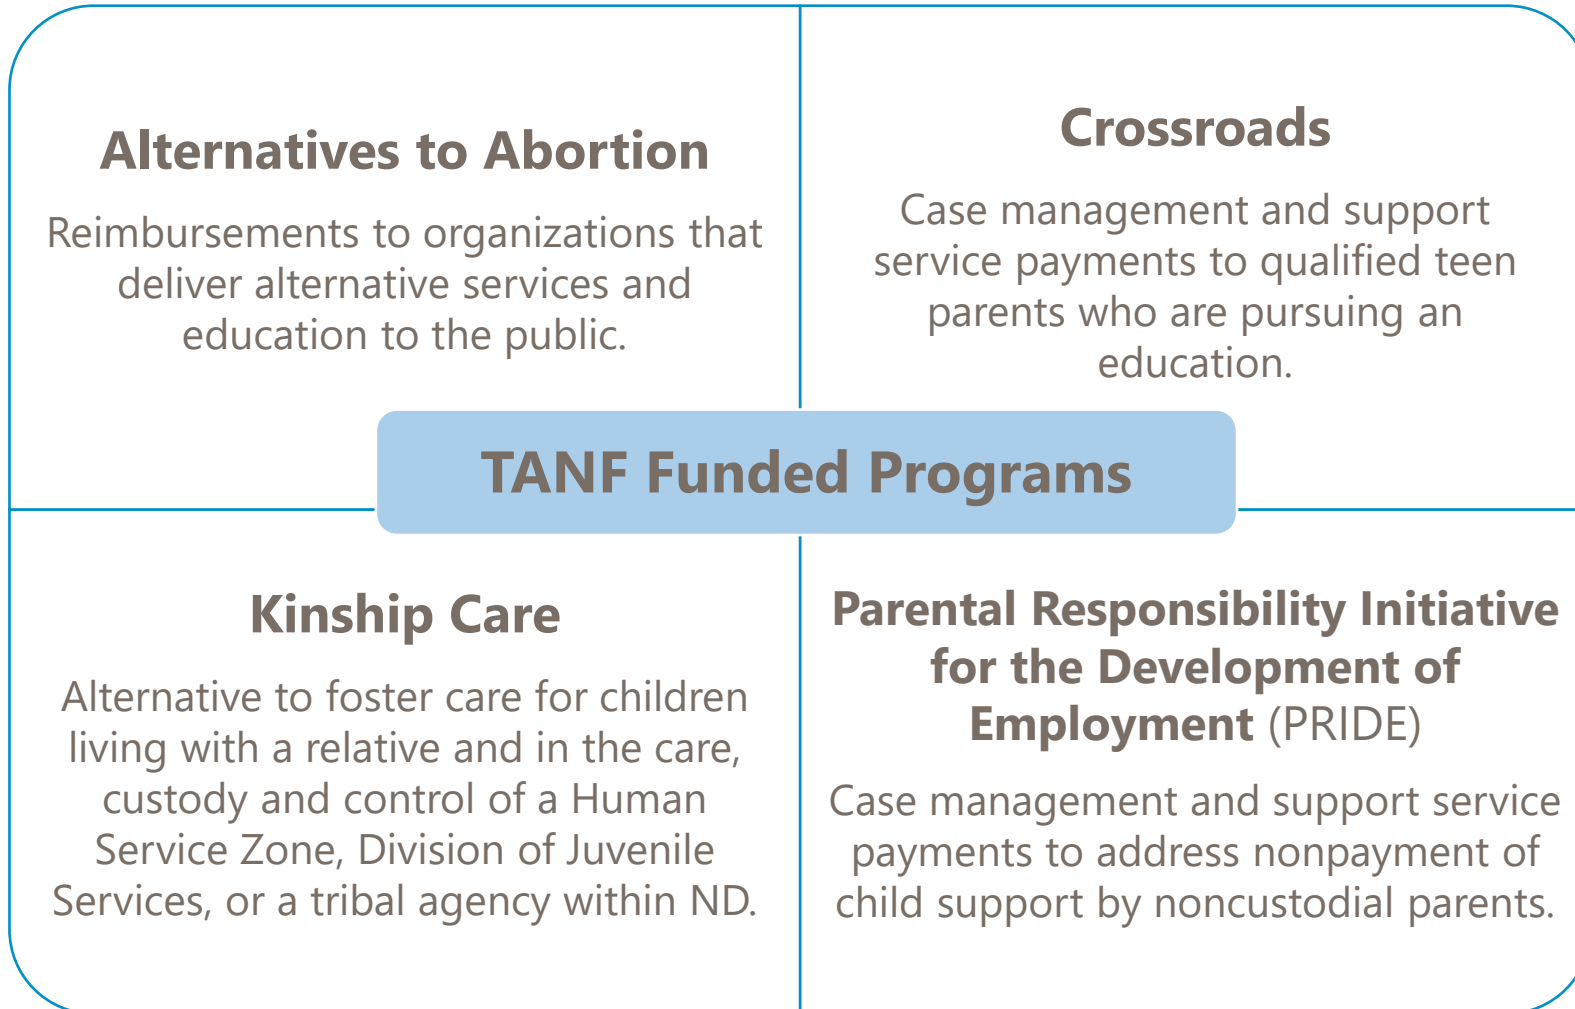 Alternatives to Abortion
Reimbursements to organizations that
deliver alternative services and
education to the public.
Crossroads
Case management and support
service payments to qualified teen
parents who are pursuing an
education.
TANF Funded Programs
Kinship Care
Alternative to foster care for children
living with a relative and in the care,
custody and control of a Human
Service Zone, Division of Juvenile
Services, or a tribal agency within ND.
Parental Responsibility Initiative
for the Development of
Employment (PRIDE)
Case management and support service
payments to address nonpayment of
child support by noncustodial parents.